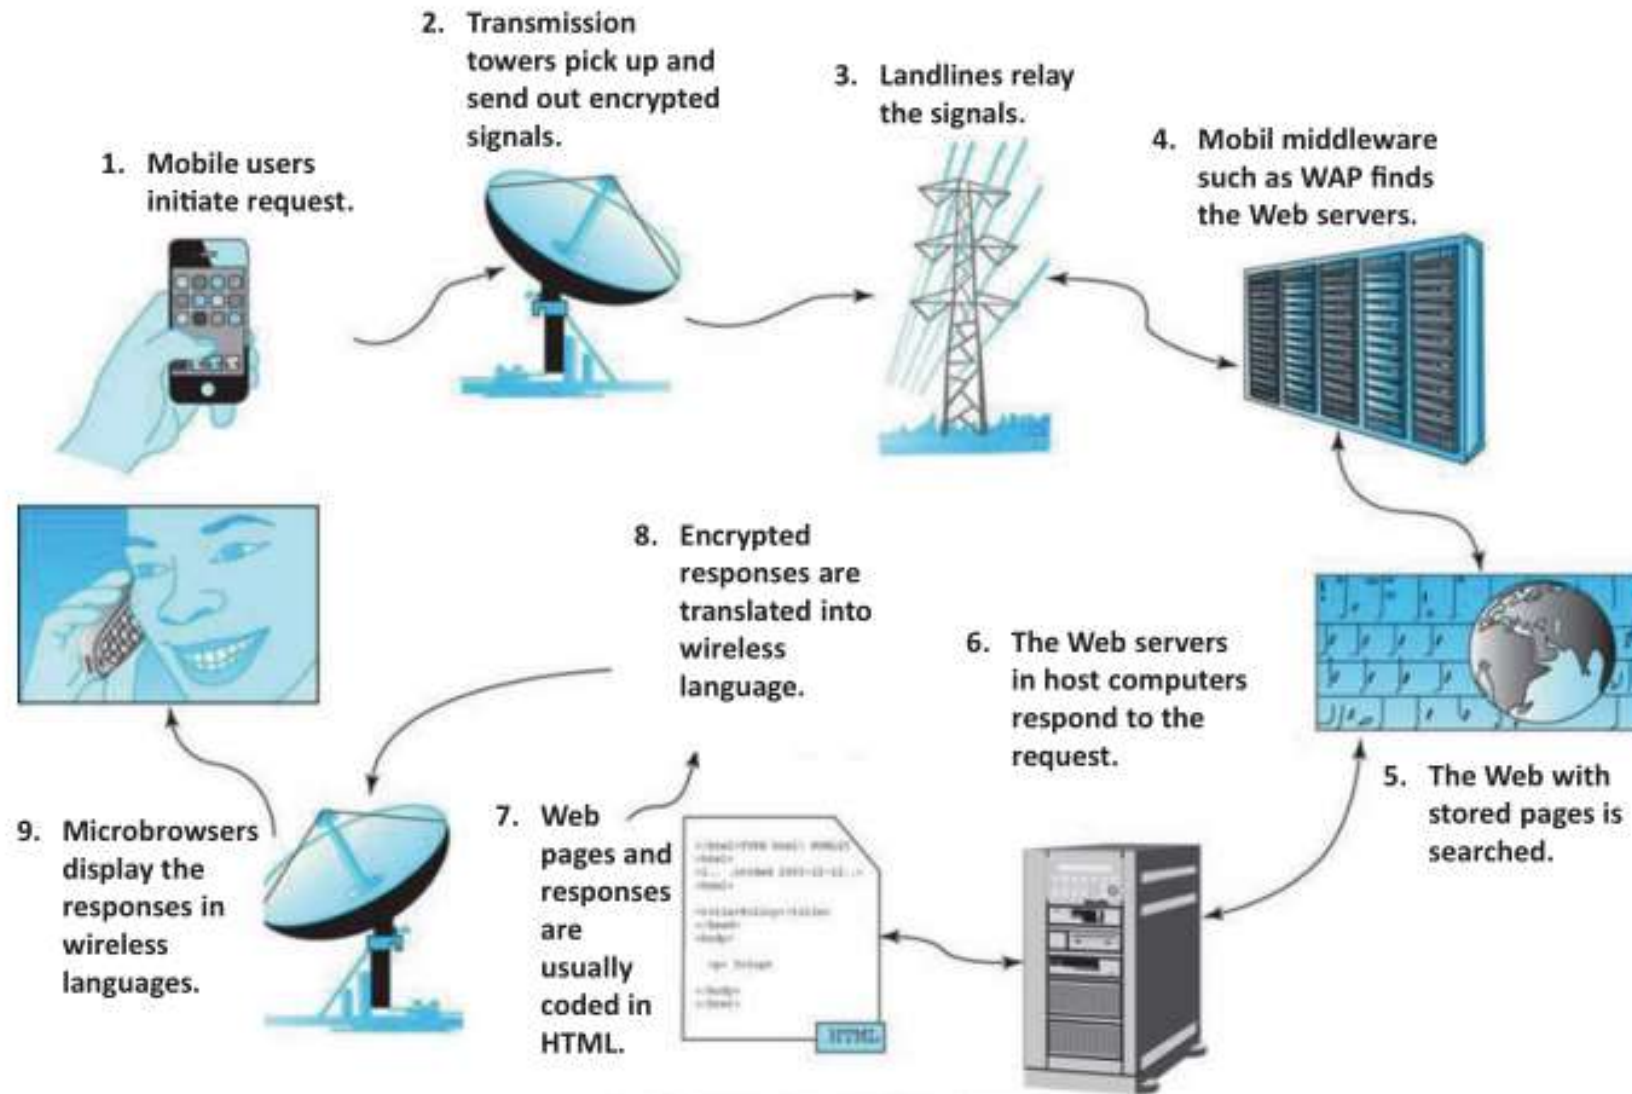 1. Mobile users
initiate request.
2. Transmission
towers pick up and
send out encrypted
signals.
3. Landlines relay
the signals.
4. Mobil middleware
such as WAP finds
the Web servers.
5. The Web with
stored pages is
searched.
6. The Web servers
in host computers
respond to the
request.
7. Web
pages and
responses
are
usually
coded in
HTML.
HTML
8. Encrypted
responses are
translated into
wireless
language.
9. Microbrowsers
display the
responses in
wireless
languages.